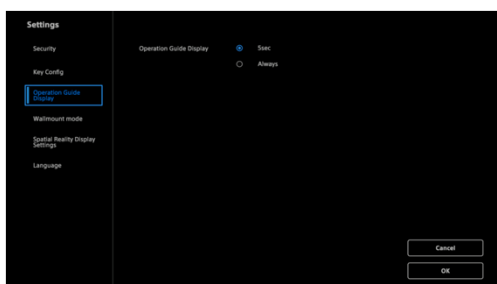 Settings
Security
Key Config
Operation Guide
Display
Wallmount mode
Spatial Reality Display
Settings
Language
Operation Guide Display
5sec
Always
Cancel
OK